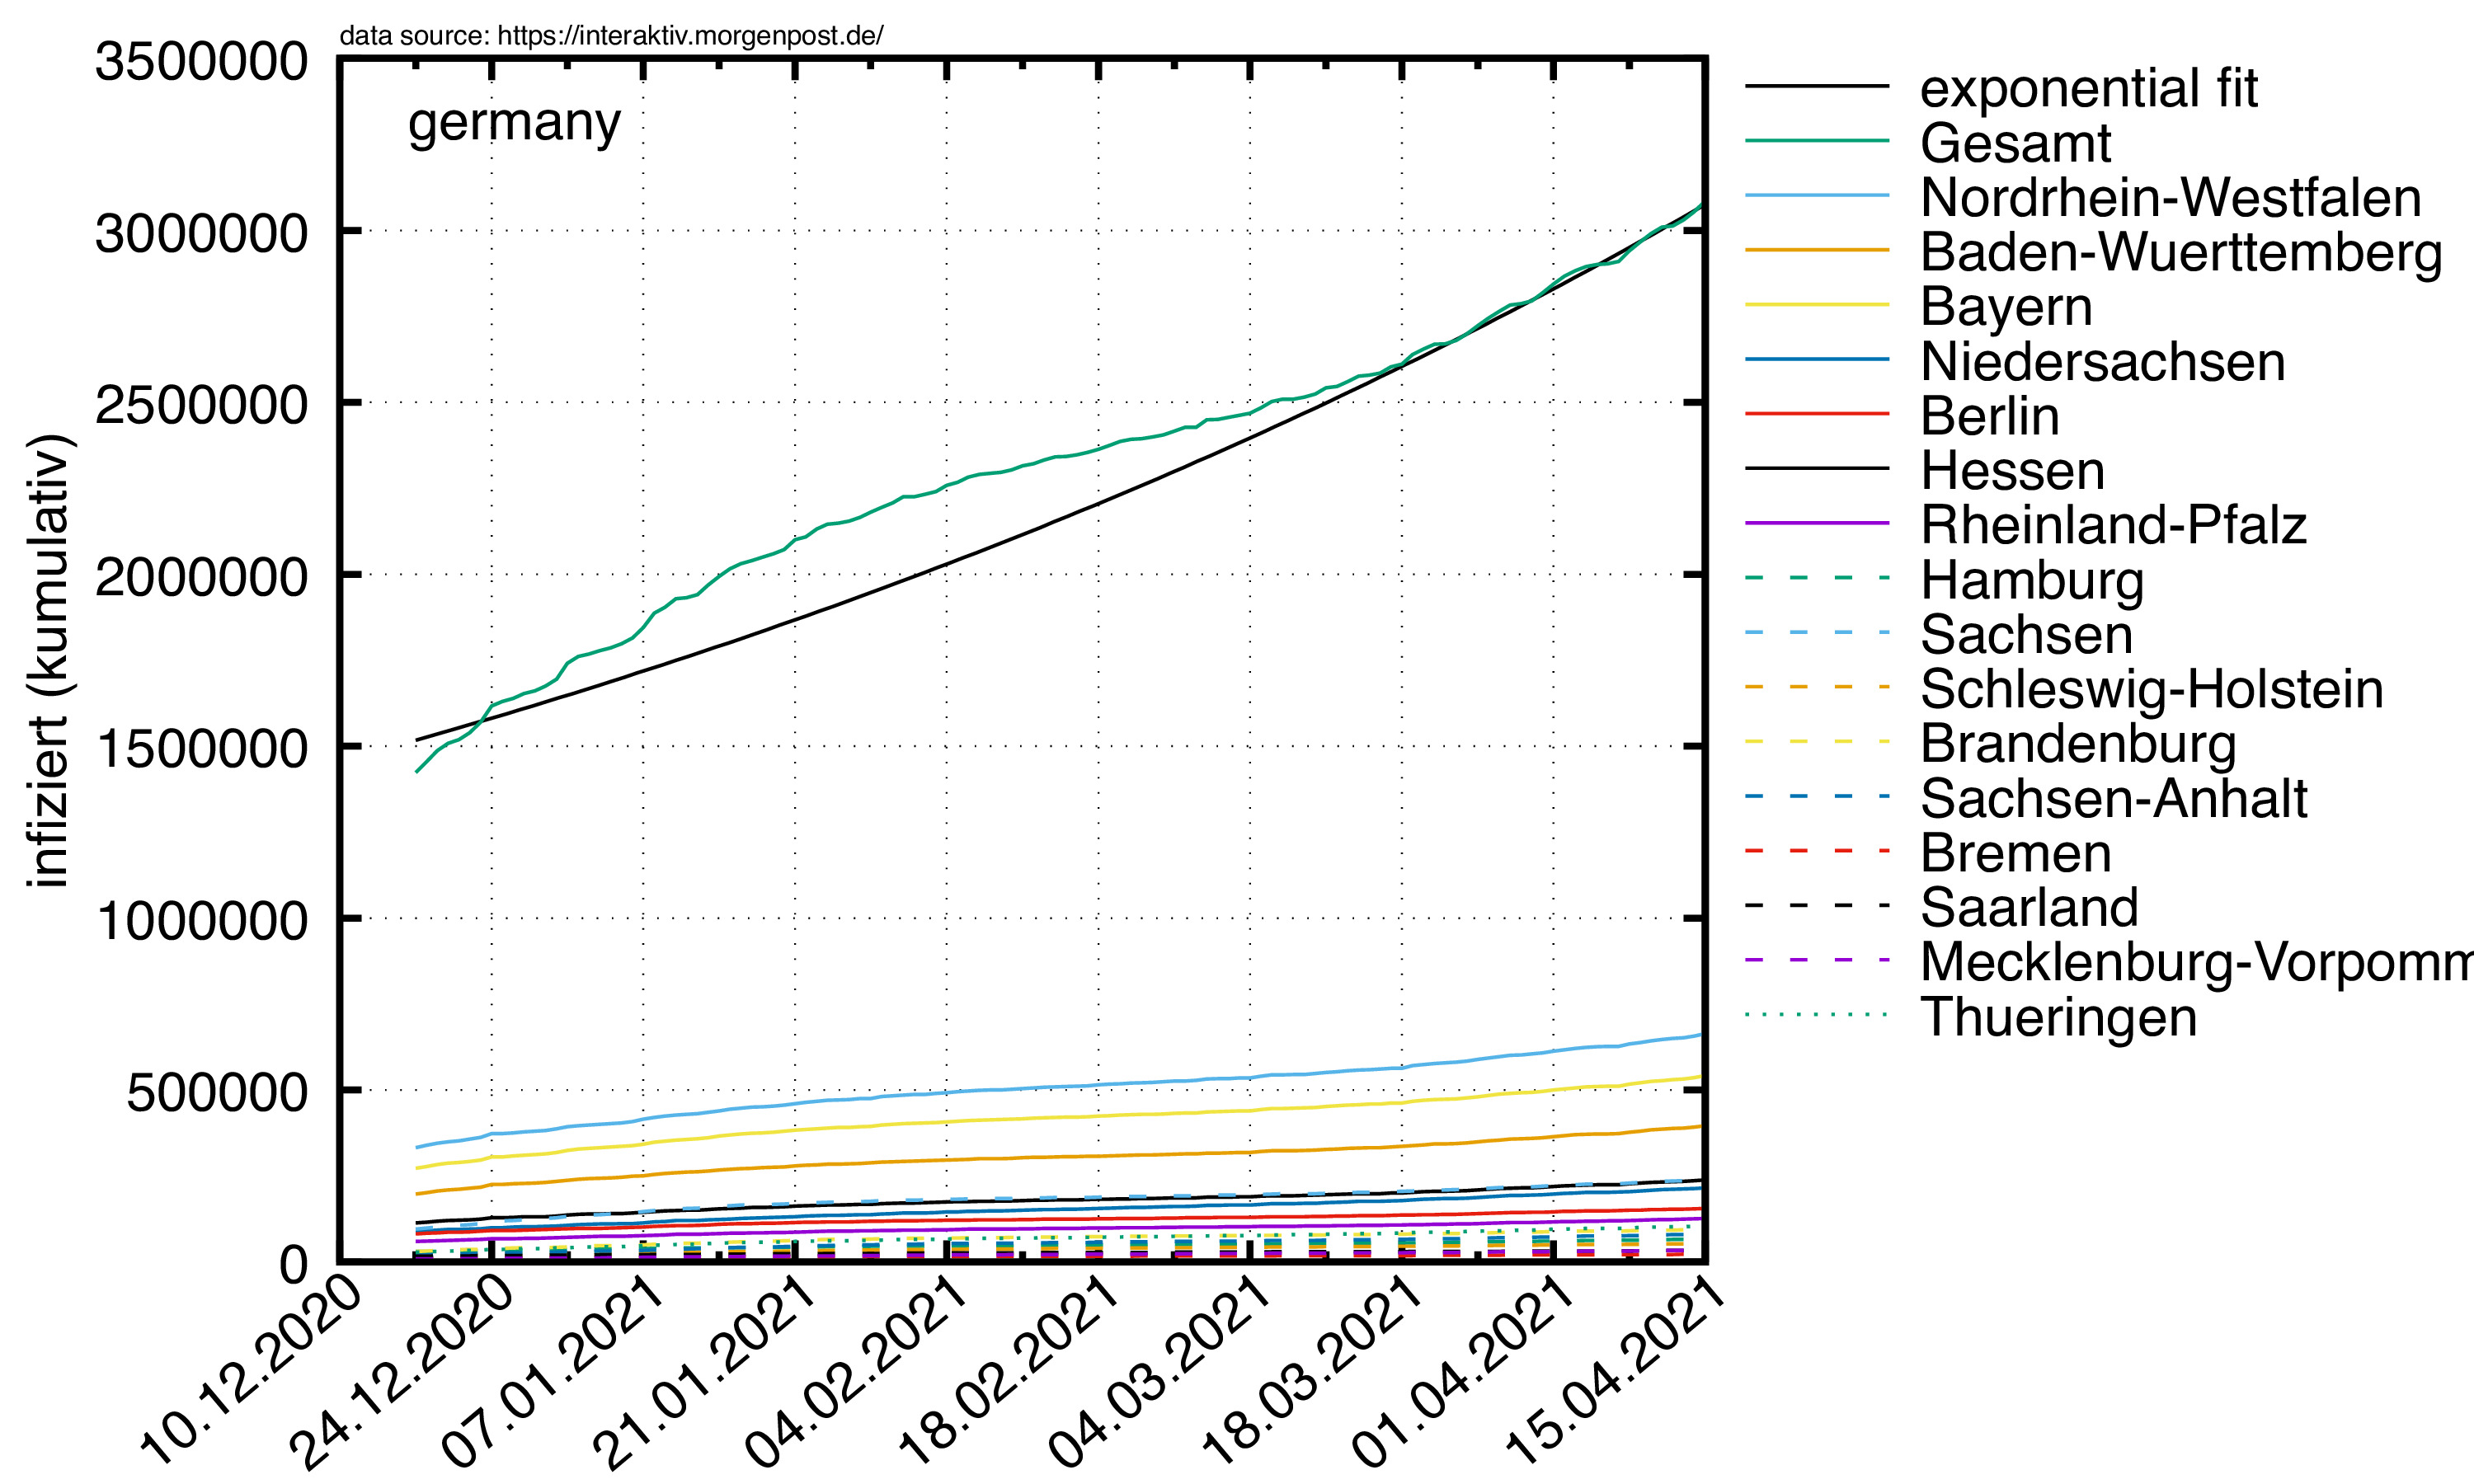 data source: https://interaktiv.morgenpost.de/
germany
infiziert (kumulativ)
3500000
3000000
2500000
2000000
1500000
1000000
500000
0
10.12.2020
24.12.2020
07.01.2021
21.01.2021
04.02.2021
18.02.2021
04.03.2021
18.03.2021
01.04.2021
15.04.2021
exponential fit
Gesamt
Nordrhein-Westfalen
Baden-Wuerttemberg
Bayern
Niedersachsen
Berlin
Hessen
Rheinland-Pfalz
Hamburg
Sachsen
Schleswig-Holstein
Brandenburg
Sachsen-Anhalt
Bremen
Saarland
Mecklenburg-Vorpomm
Thueringen